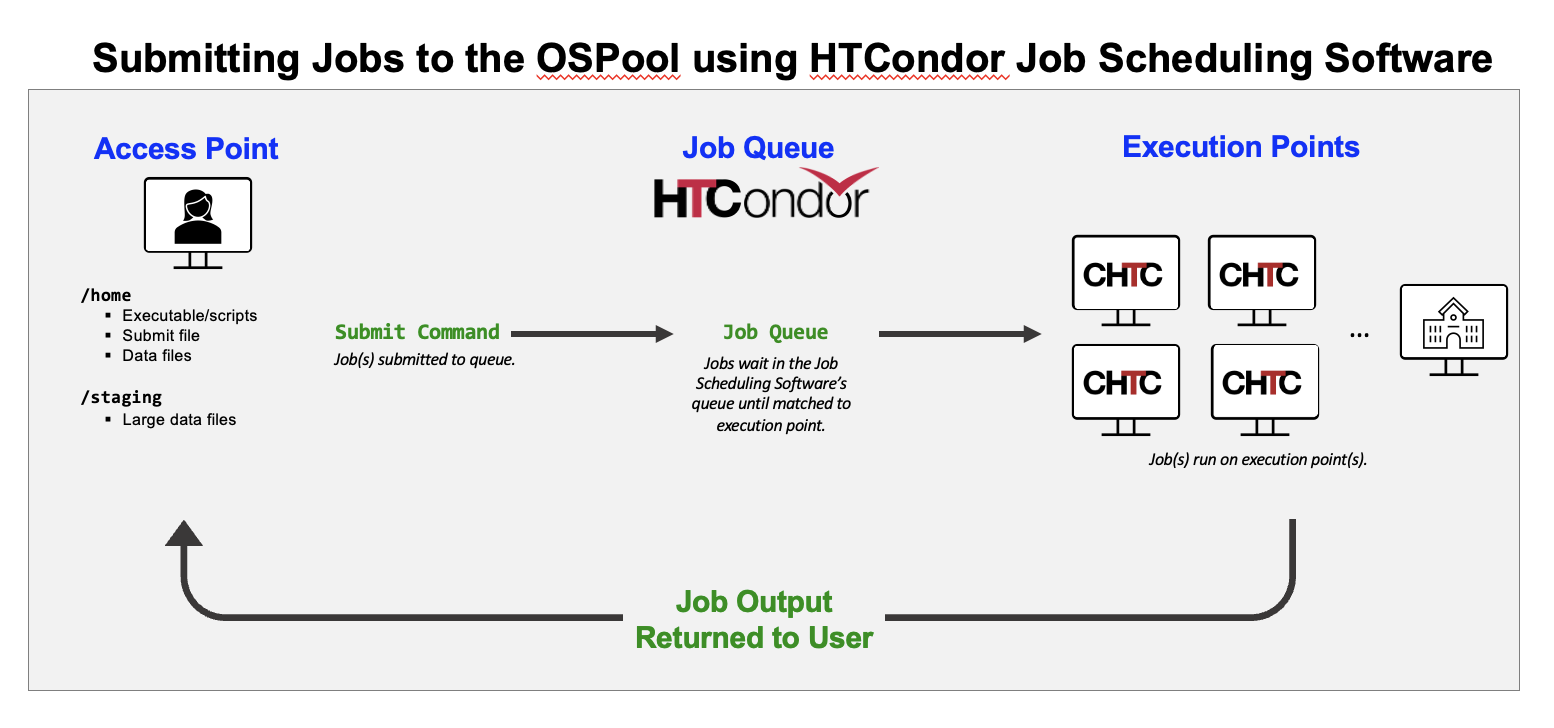 Submitting Jobs to the OSPool using HTCondor Job Scheduling Software
Access Point
/home
▪ Executable/scripts
▪ Submit file
▪ Data files
/staging
▪ Large data files
Submit Command
Job(s) submitted to queue.
Job Queue
HTCondor
Job Queue
Jobs wait in the Job
Scheduling Software’s
queue until matched to
execution point.
Execution Points
CHTC
CHTC
...
CHTC
CHTC
Job(s) run on execution point(s).
Job Output
Returned to User